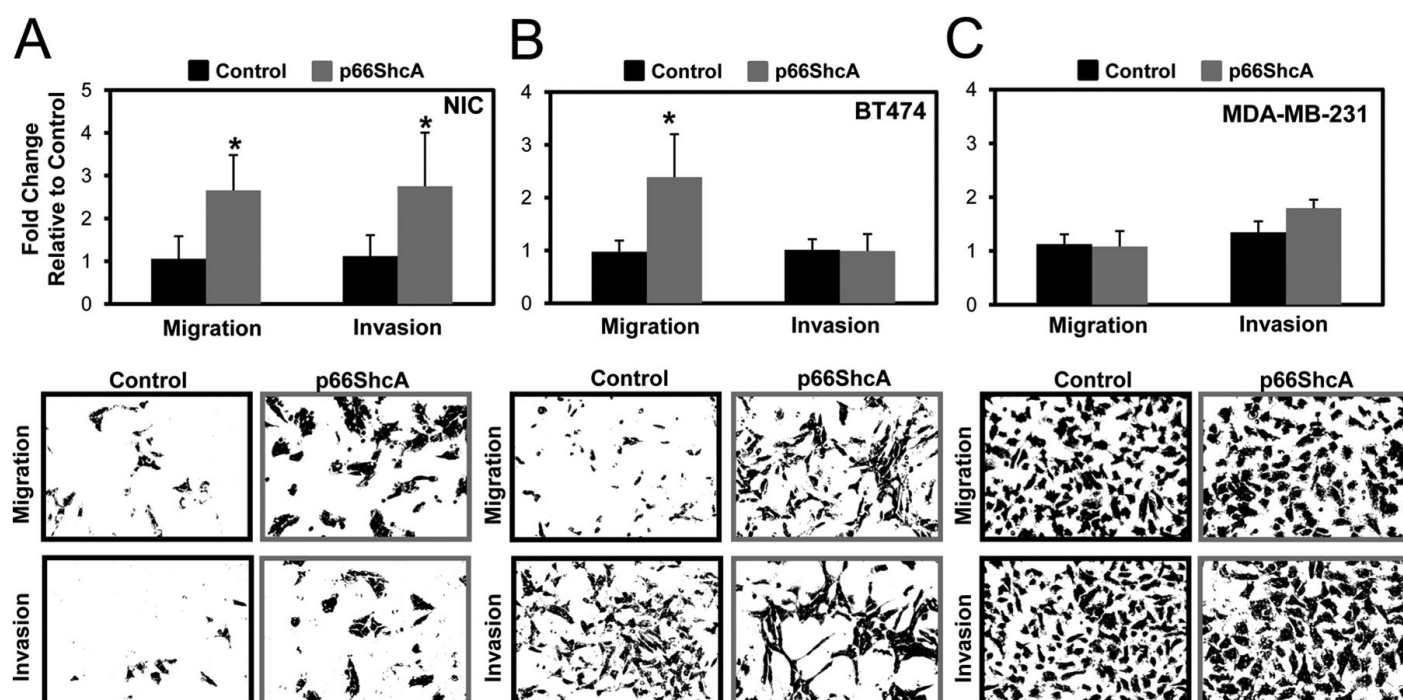 A
Control p66ShcA
Fold Change
Relative to Control
5
4
3
2
1
0
NIC
*
*
Migration Invasion
Control p66ShcA
Migration
Invasion
B
Control p66ShcA
4
3
2
1
0
BT474
*
Migration Invasion
Control p66ShcA
Migration
Invasion
C
Control p66ShcA
4
3
2
1
0
MDA-MB-231
Migration Invasion
Control p66ShcA
Migration
Invasion